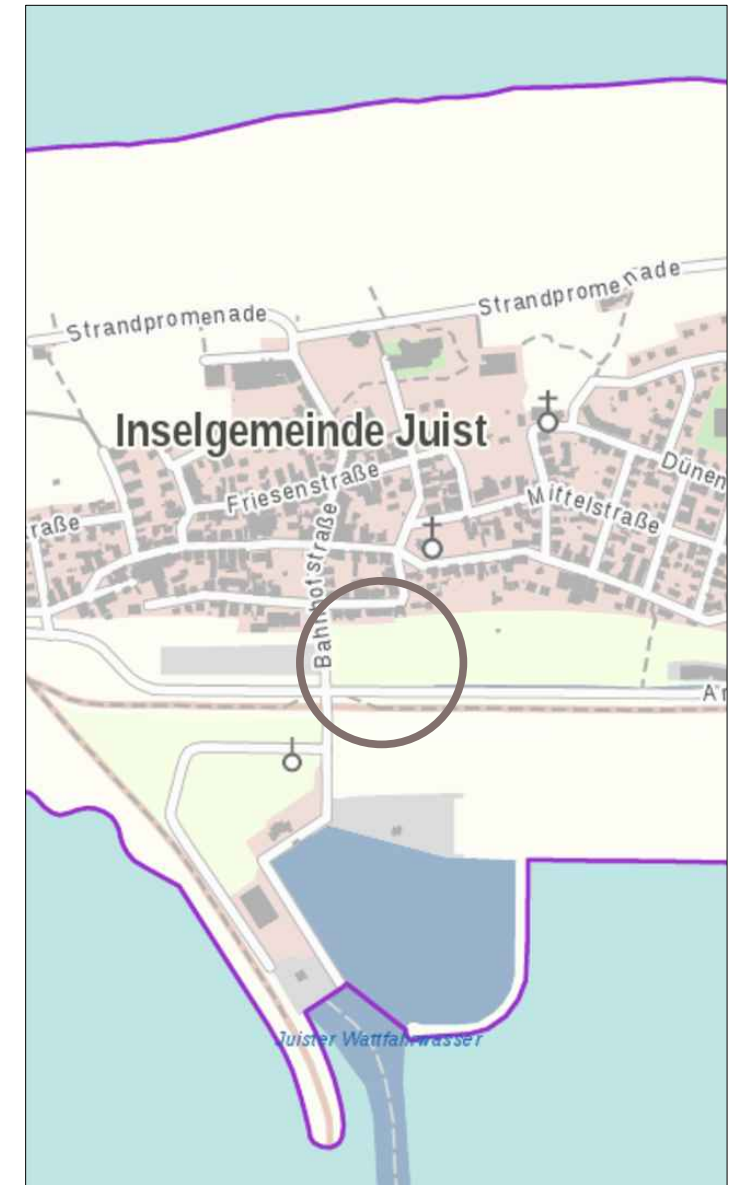 Strandpromenade
Strandpromenade
Inselgemeinde Juist
Friesenstraße
Dünen
Mittelstraße
raße
Bahnhofstraße
Juister Wattfahrwasser